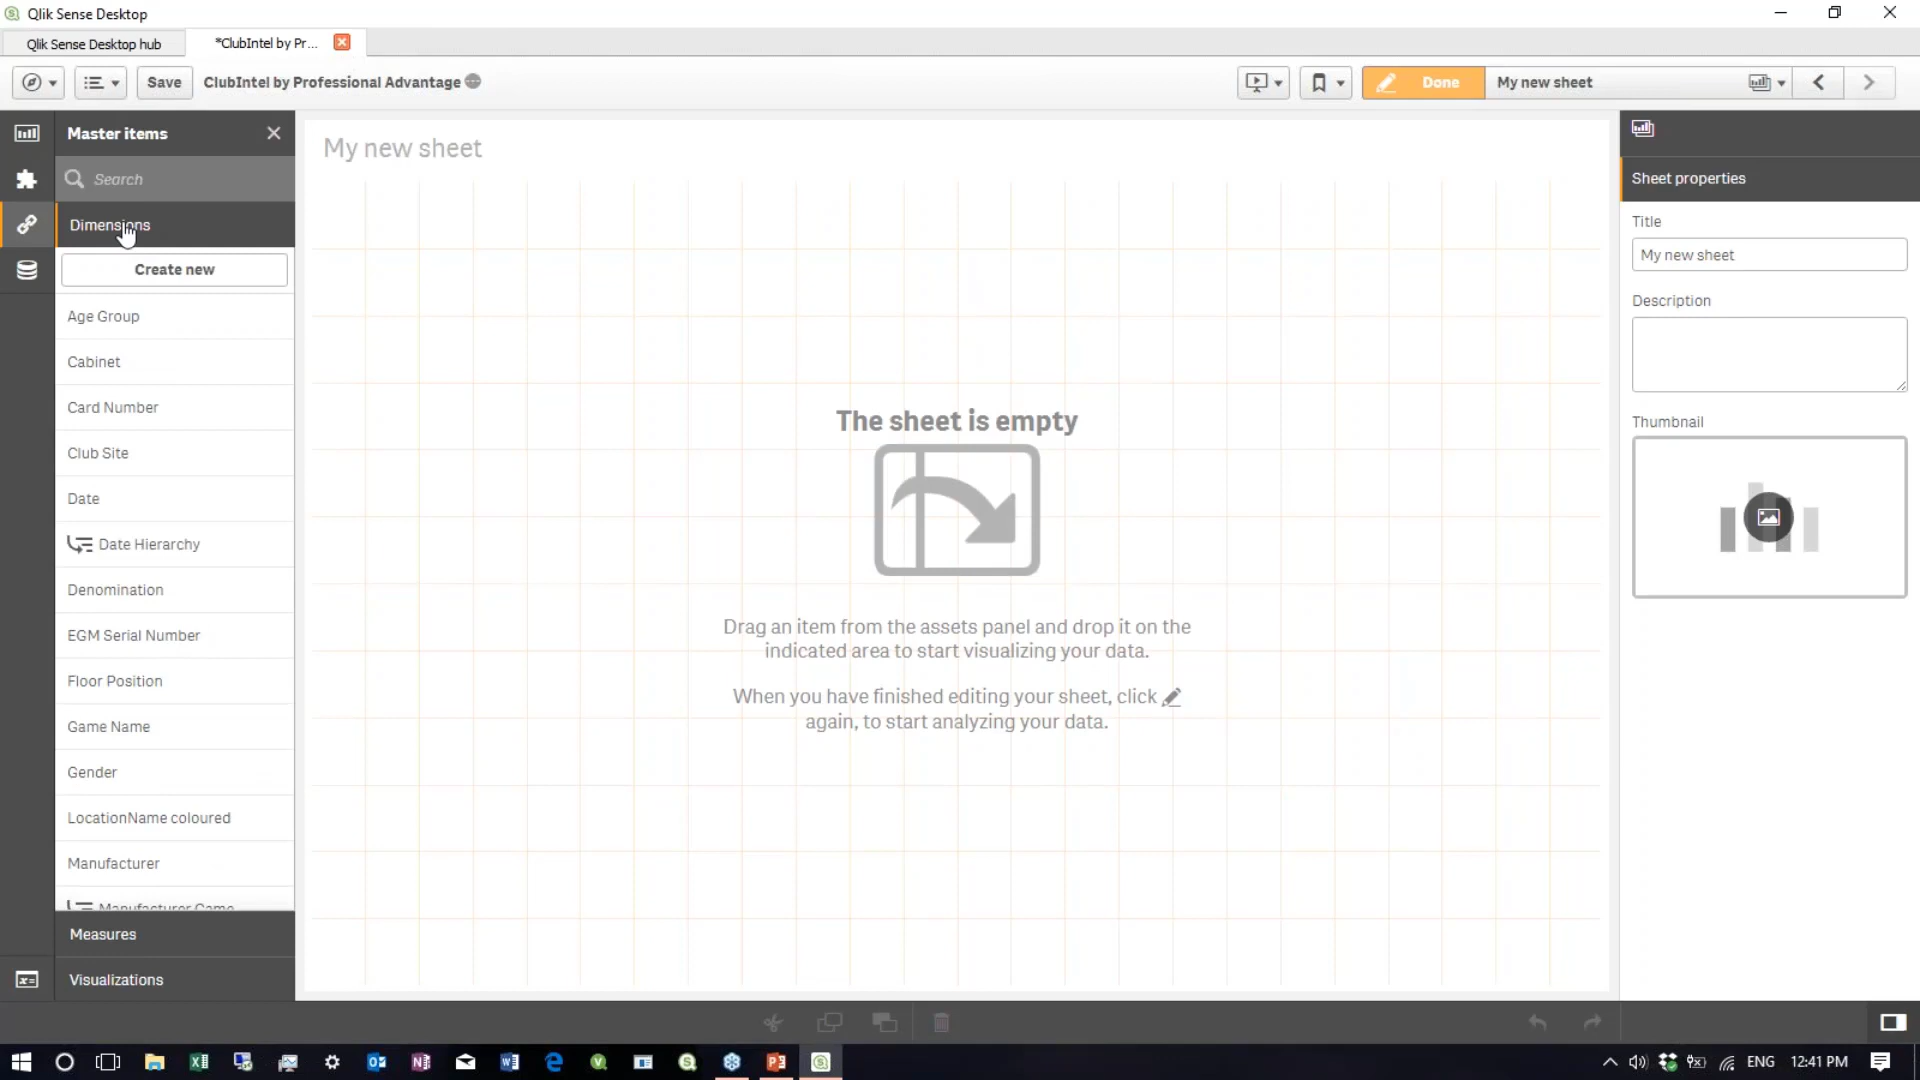 Qlik Sense Desktop
Qlik Sense Desktop hub
*ClubIntel by Pr...
Save
ClubIntel by Professional Advantage
Done
My new sheet
Master items
Search
Dimensions
Create new
Age Group
Cabinet
Card Number
Club Site
Date
Date Hierarchy
Denomination
EGM Serial Number
Floor Position
Game Name
Gender
LocationName coloured
Manufacturer
Manufacturer Game
Measures
Visualizations
My new sheet
The sheet is empty
Drag an item from the assets panel and drop it on the
indicated area to start visualizing your data.
When you have finished editing your sheet, click
again, to start analyzing your data.
Sheet properties
Title
My new sheet
Description
Thumbnail
ENG
12:41 PM